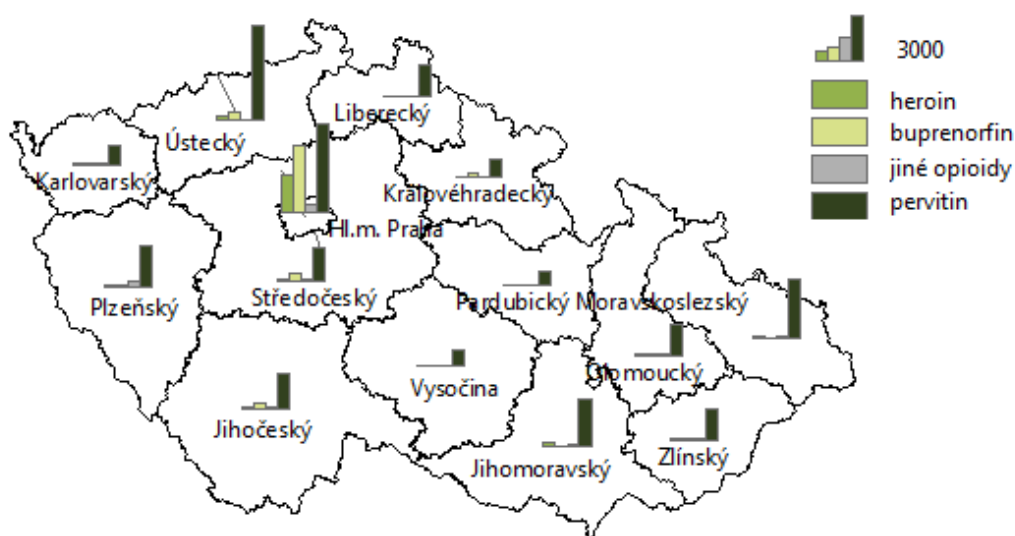 3000
heroin
buprenorfin
jiné opioidy
pervitin
Liberecký
Ústecký
Karlovarský
Královéhradecký
Hl.m. Praha
Plzeňský
Středočeský
Pardubický
Moravskoslezský
Olomoucký
Vysočina
Jihočeský
Jihomoravský
Zlínský